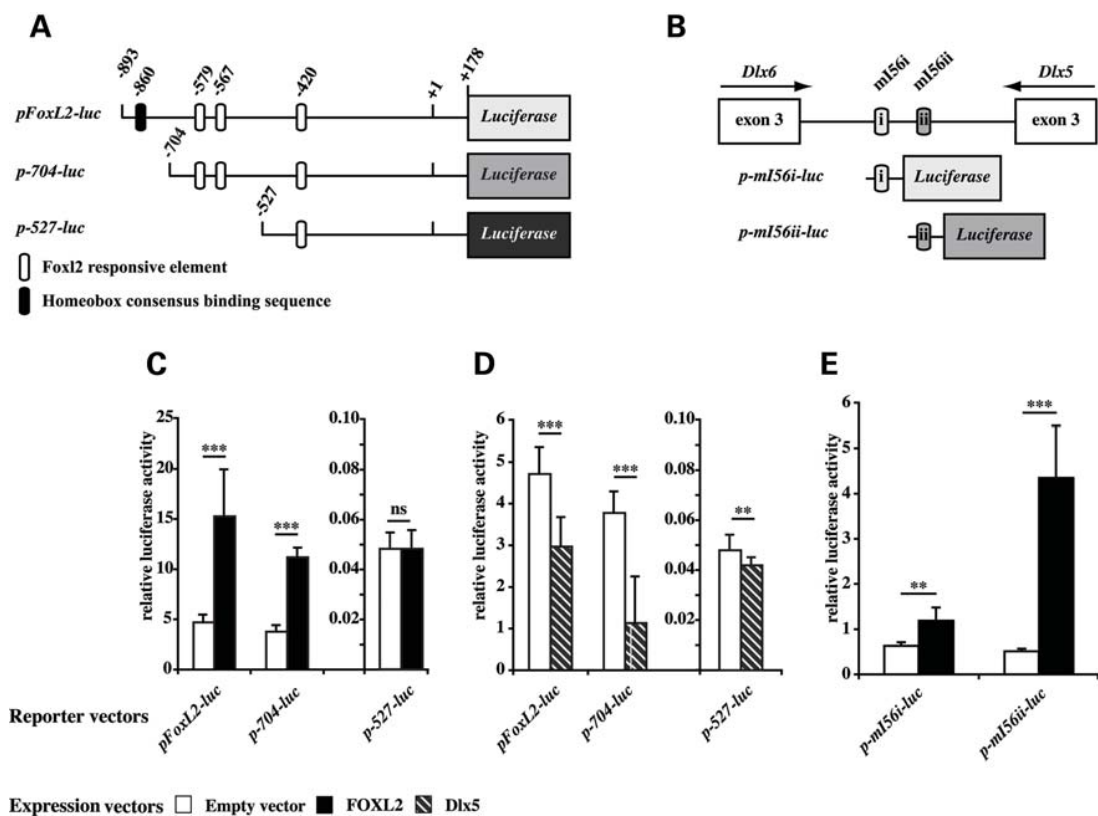 A
-893
-860
-579
-567
-420
+1
+178
pFoxL2-luc
Luciferase
-704
p-704-luc
Luciferase
-527
p-527-luc
Luciferase
Foxl2 responsive element
Homeobox consensus binding sequence
B
mI56i
mI56ii
Dlx6
Dlx5
exon 3
i
ii
exon 3
p-mI56i-luc
i
Luciferase
p-mI56ii-luc
ii
Luciferase
C
relative luciferase activity
25
20
15
10
5
0
***
***
0.10
0.08
0.06
0.04
0.02
ns
pFoxL2-luc
p-704-luc
p-527-luc
D
relative luciferase activity
6
5
4
3
2
1
0
***
***
0.10
0.08
0.06
0.04
0.02
**
pFoxL2-luc
p-704-luc
p-527-luc
E
relative luciferase activity
6
5
4
2
1
0
**
***
p-mI56i-luc
p-mI56ii-luc
Reporter vectors
Expression vectors Empty vector FOXL2 Dlx5